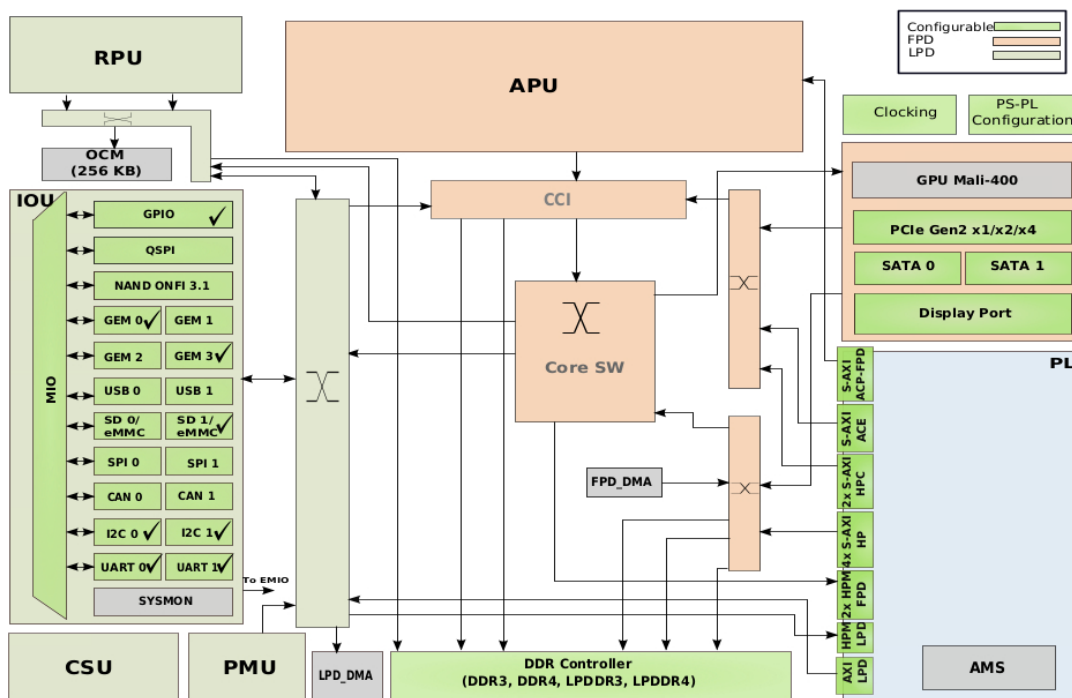 RPU
APU
Configurable
FPD
LPD
Clocking
PS-PL
Configuration
OCM
(256 KB)
CCI
GPU Mali-400
PCIe Gen2 x1/x2/x4
SATA 0
SATA 1
Display Port
IOU
MIO
GPIO
QSPI
NAND ONFI 3.1
GEM 0
GEM 1
GEM 2
GEM 3
USB 0
USB 1
SD 0/
eMMC
SD 1/
eMMC
SPI 0
SPI 1
CAN 0
CAN 1
I2C 0
I2C 1
UART 0
UART 1
SYSMON
To EMIO
Core SW
FPD_DMA
PL
S-AXI
ACP-FPD
S-AXI
ACE
2x S-AXI
HPC
4x S-AXI
HP
2x HPM
FPD
HPM
LPD
AXI
LPD
CSU
PMU
LPD_DMA
DDR Controller
(DDR3, DDR4, LPDDR3, LPDDR4)
AMS